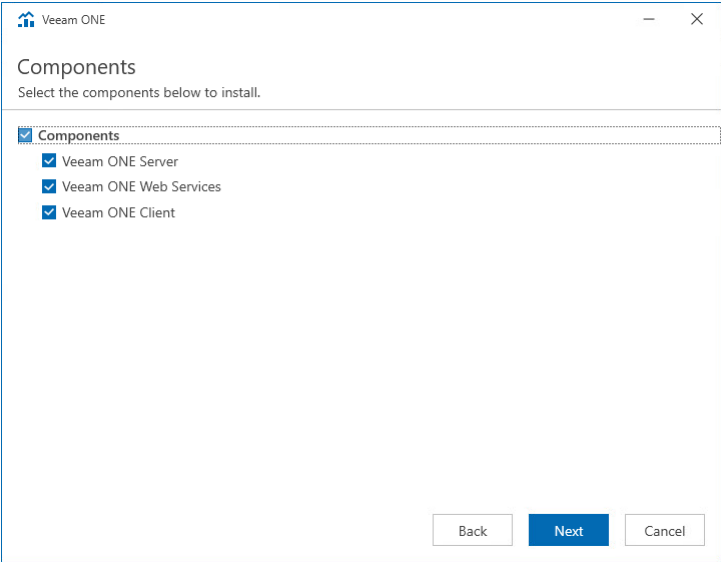 Veeam ONE
Components
Select the components below to install.
Components
Veeam ONE Server
Veeam ONE Web Services
Veeam ONE Client
Back Next Cancel